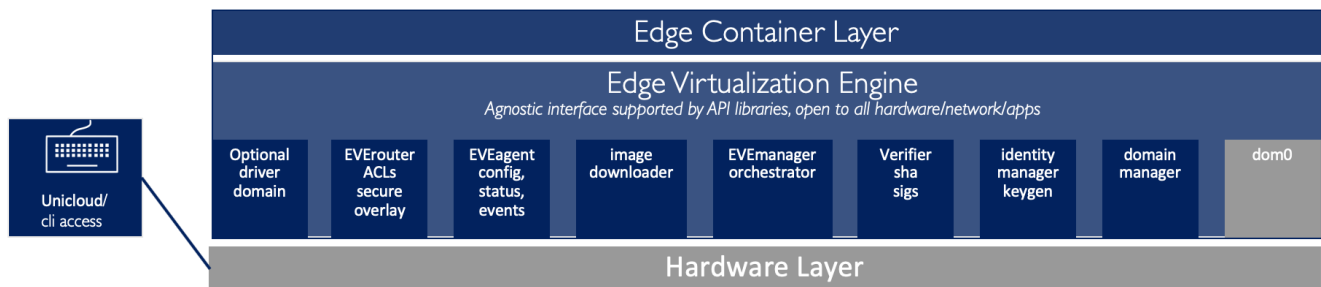 Edge Container Layer
Edge Virtualization Engine
Agnostic interface supported by API libraries, open to all hardware/network/apps
Unicloud/
cli access
Optional
driver
domain
EVErouter
ACLs
secure
overlay
EVEagent
config,
status,
events
image
downloader
EVEmanager
orchestrator
Verifier
sha
sigs
identity
manager
keygen
domain
manager
dom0
Hardware Layer